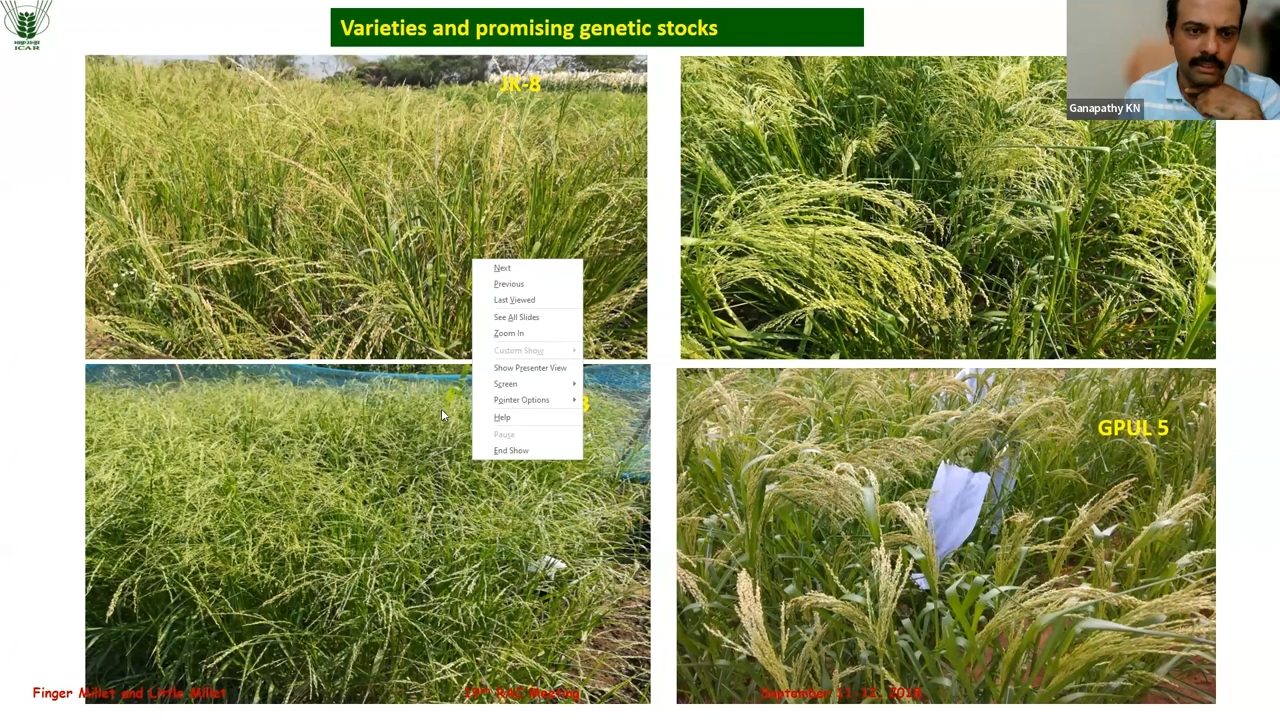 Varieties and promising genetic stocks
ICAR
JK-8
Ganapathy KN
Next
Previous
Last Viewed
See All Slides
Zoom In
Custom Show
Show Presenter View
Screen
Pointer Options
Help
Pause
End Show
GPUL 5
Finger Millet and Little Millet
RAC Meeting
September 11-12, 2018